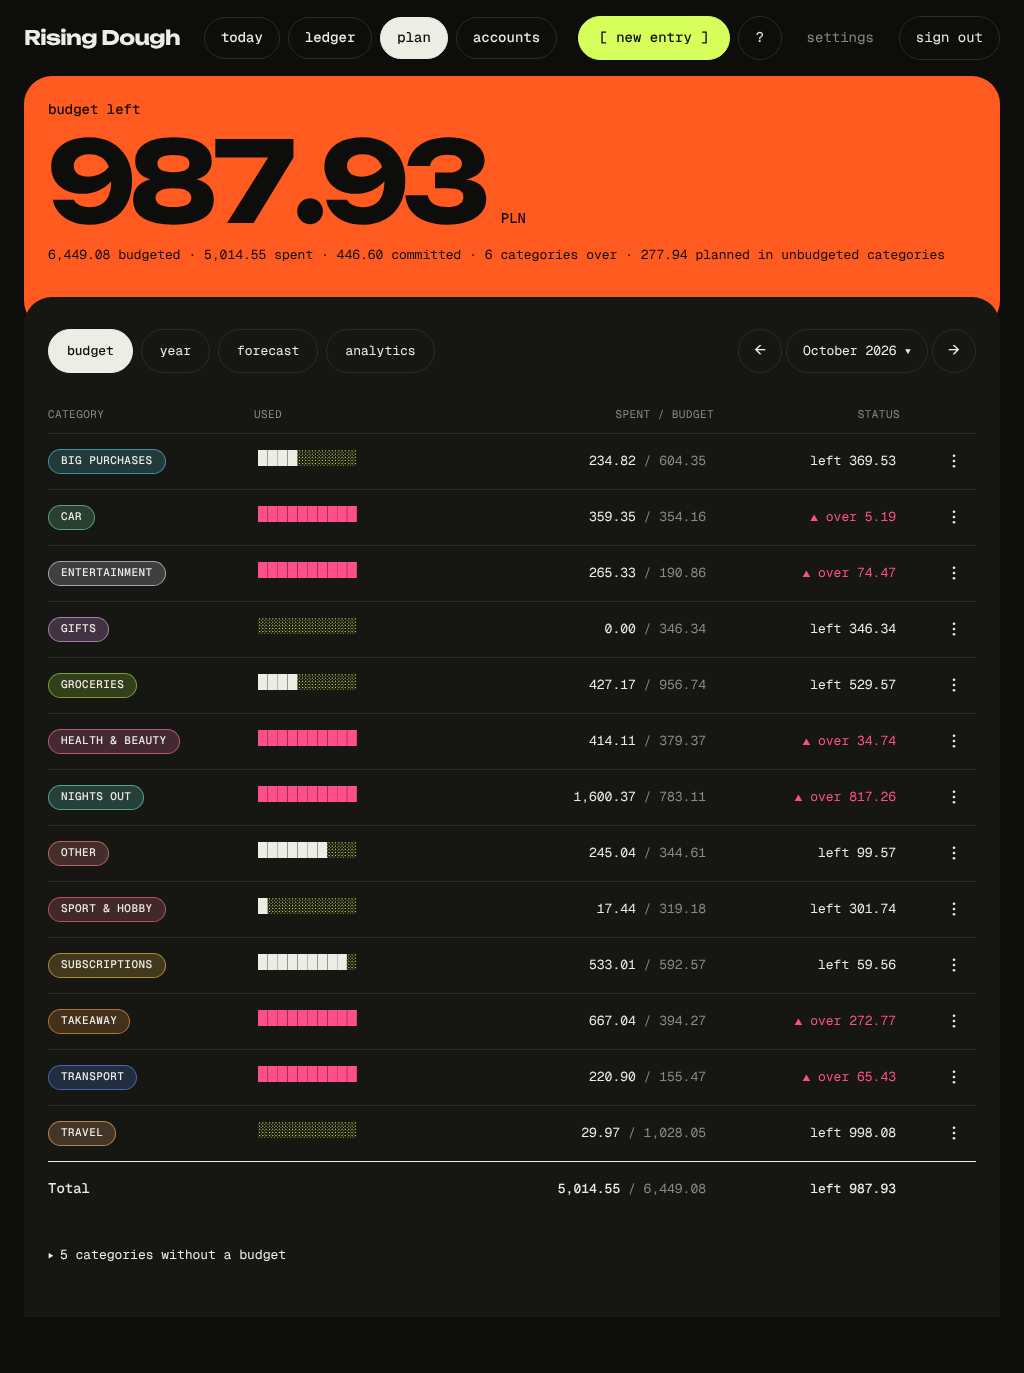 Rising Dough today ledger plan accounts [ new entry ] ? settings sign out
budget left
987.93 PLN
6,449.08 budgeted · 5,014.55 spent · 446.60 committed · 6 categories over · 277.94 planned in unbudgeted categories
budget year forecast analytics ← October 2026 ▾ →
CATEGORY USED SPENT / BUDGET STATUS
BIG PURCHASES 234.82 / 604.35 left 369.53
CAR 359.35 / 354.16 ▲ over 5.19
ENTERTAINMENT 265.33 / 190.86 ▲ over 74.47
GIFTS 0.00 / 346.34 left 346.34
GROCERIES 427.17 / 956.74 left 529.57
HEALTH & BEAUTY 414.11 / 379.37 ▲ over 34.74
NIGHTS OUT 1,600.37 / 783.11 ▲ over 817.26
OTHER 245.04 / 344.61 left 99.57
SPORT & HOBBY 17.44 / 319.18 left 301.74
SUBSCRIPTIONS 533.01 / 592.57 left 59.56
TAKEAWAY 667.04 / 394.27 ▲ over 272.77
TRANSPORT 220.90 / 155.47 ▲ over 65.43
TRAVEL 29.97 / 1,028.05 left 998.08
Total 5,014.55 / 6,449.08 left 987.93
▸ 5 categories without a budget